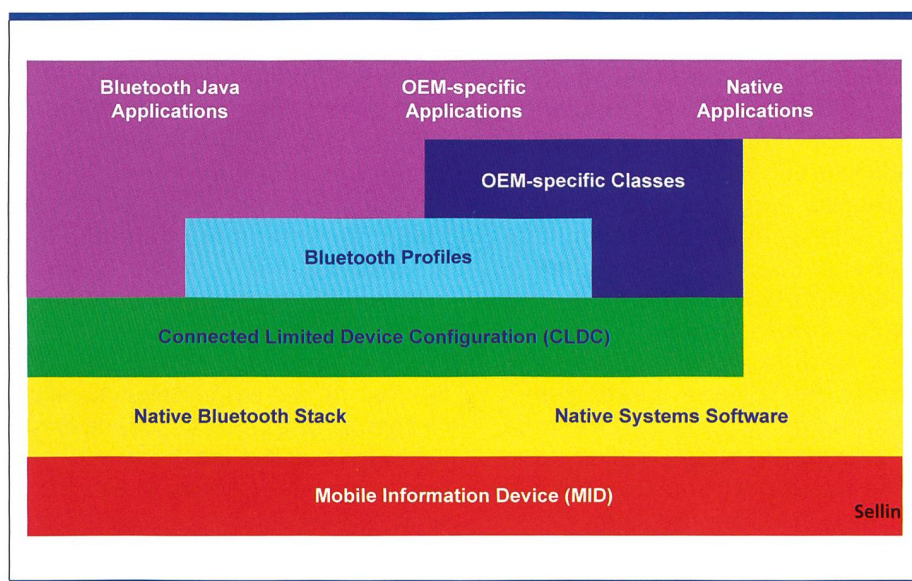 Bluetooth Java
Applications
OEM-specific
Applications
Native
Applications
OEM-specific Classes
Bluetooth Profiles
Connected Limited Device Configuration (CLDC)
Native Bluetooth Stack
Native Systems Software
Mobile Information Device (MID)
Sellin